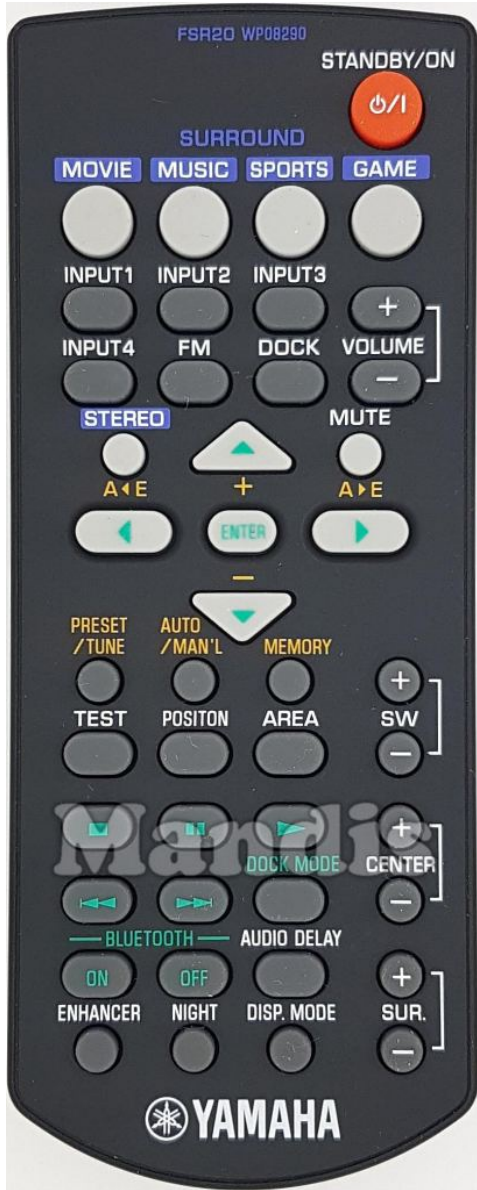 FSR20 WP08290
STANDBY/ON
⏻/I
SURROUND
MOVIE MUSIC SPORTS GAME
INPUT1 INPUT2 INPUT3
+
INPUT4 FM DOCK VOLUME
−
STEREO MUTE
A◄E + A►E
ENTER
−
PRESET AUTO
/TUNE /MAN'L MEMORY
+
TEST POSITON AREA SW
−
Mandis
+
DOCK MODE CENTER
−
BLUETOOTH AUDIO DELAY
ON OFF +
ENHANCER NIGHT DISP. MODE SUR.
−
YAMAHA